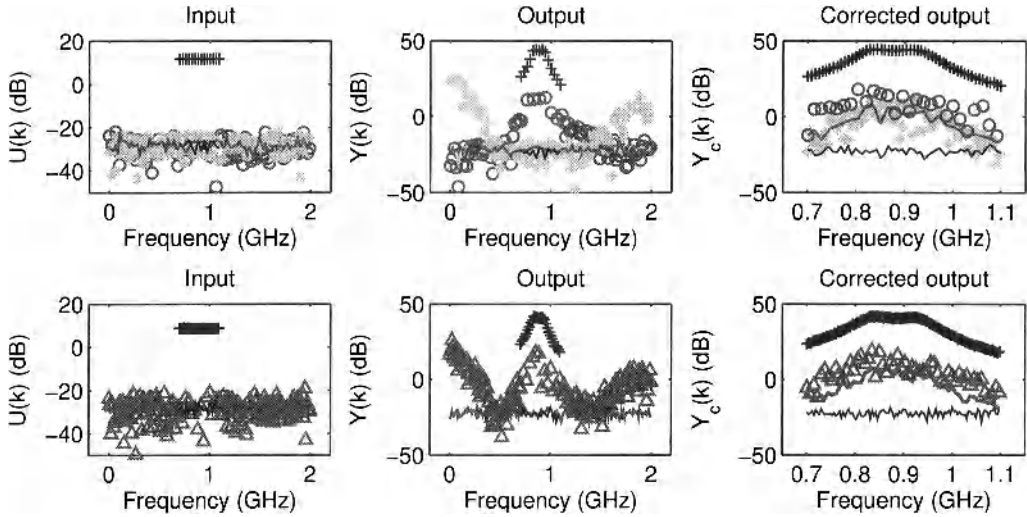 Input
U(k) (dB)
20
0
−20
−40
0
1
2
Frequency (GHz)
Output
Y(k) (dB)
50
0
−50
0
1
2
Frequency (GHz)
Corrected output
Y_c(k) (dB)
50
0
−50
0.7
0.8
0.9
1
1.1
Frequency (GHz)
Input
U(k) (dB)
20
0
−20
−40
0
1
2
Frequency (GHz)
Output
Y(k) (dB)
50
0
−50
0
1
2
Frequency (GHz)
Corrected output
Y_c(k) (dB)
50
0
−50
0.7
0.8
0.9
1
1.1
Frequency (GHz)